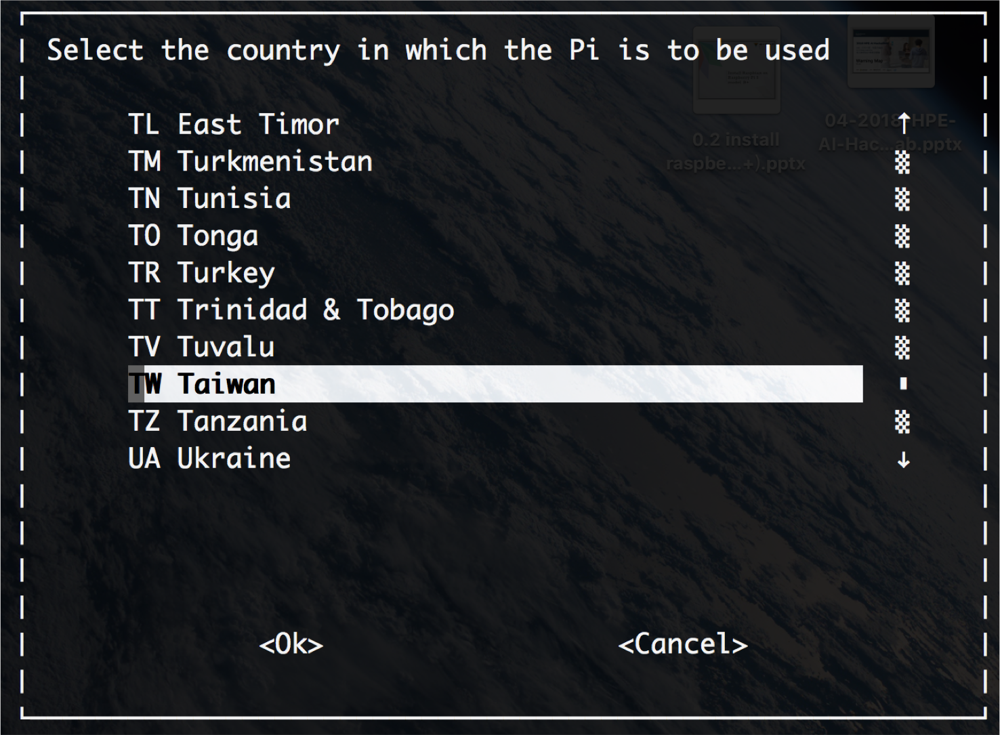 Select the country in which the Pi is to be used
TL East Timor
TM Turkmenistan
TN Tunisia
TO Tonga
TR Turkey
TT Trinidad & Tobago
TV Tuvalu
TW Taiwan
TZ Tanzania
UA Ukraine
<Ok> <Cancel>
0.2 install
raspbe...+).pptx
04-2018-HPE-
AI-Hac...ab.pptx